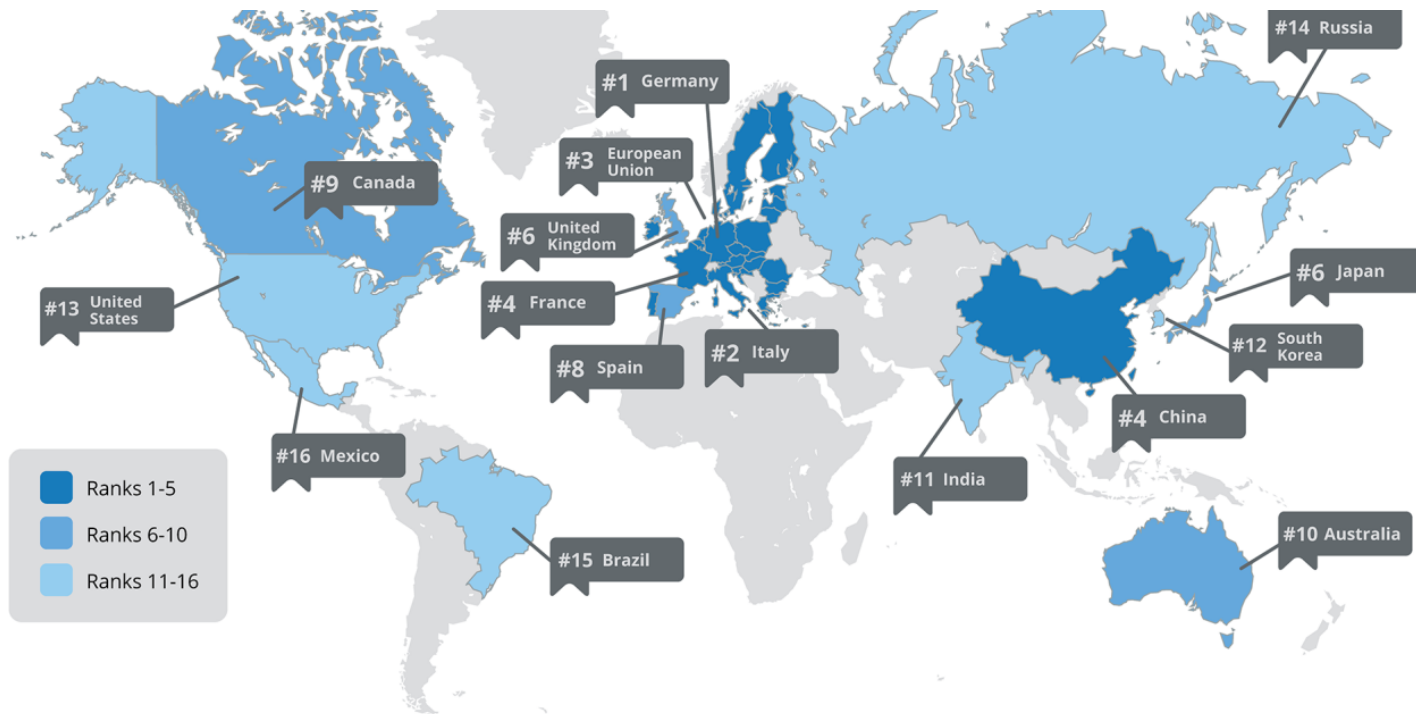 #14 Russia
#1 Germany
#3 European
Union
#9 Canada
#6 United
Kingdom
#6 Japan
#13 United
States
#4 France
#12 South
Korea
#2 Italy
#8 Spain
#4 China
#16 Mexico
#11 India
Ranks 1-5
Ranks 6-10
Ranks 11-16
#10 Australia
#15 Brazil